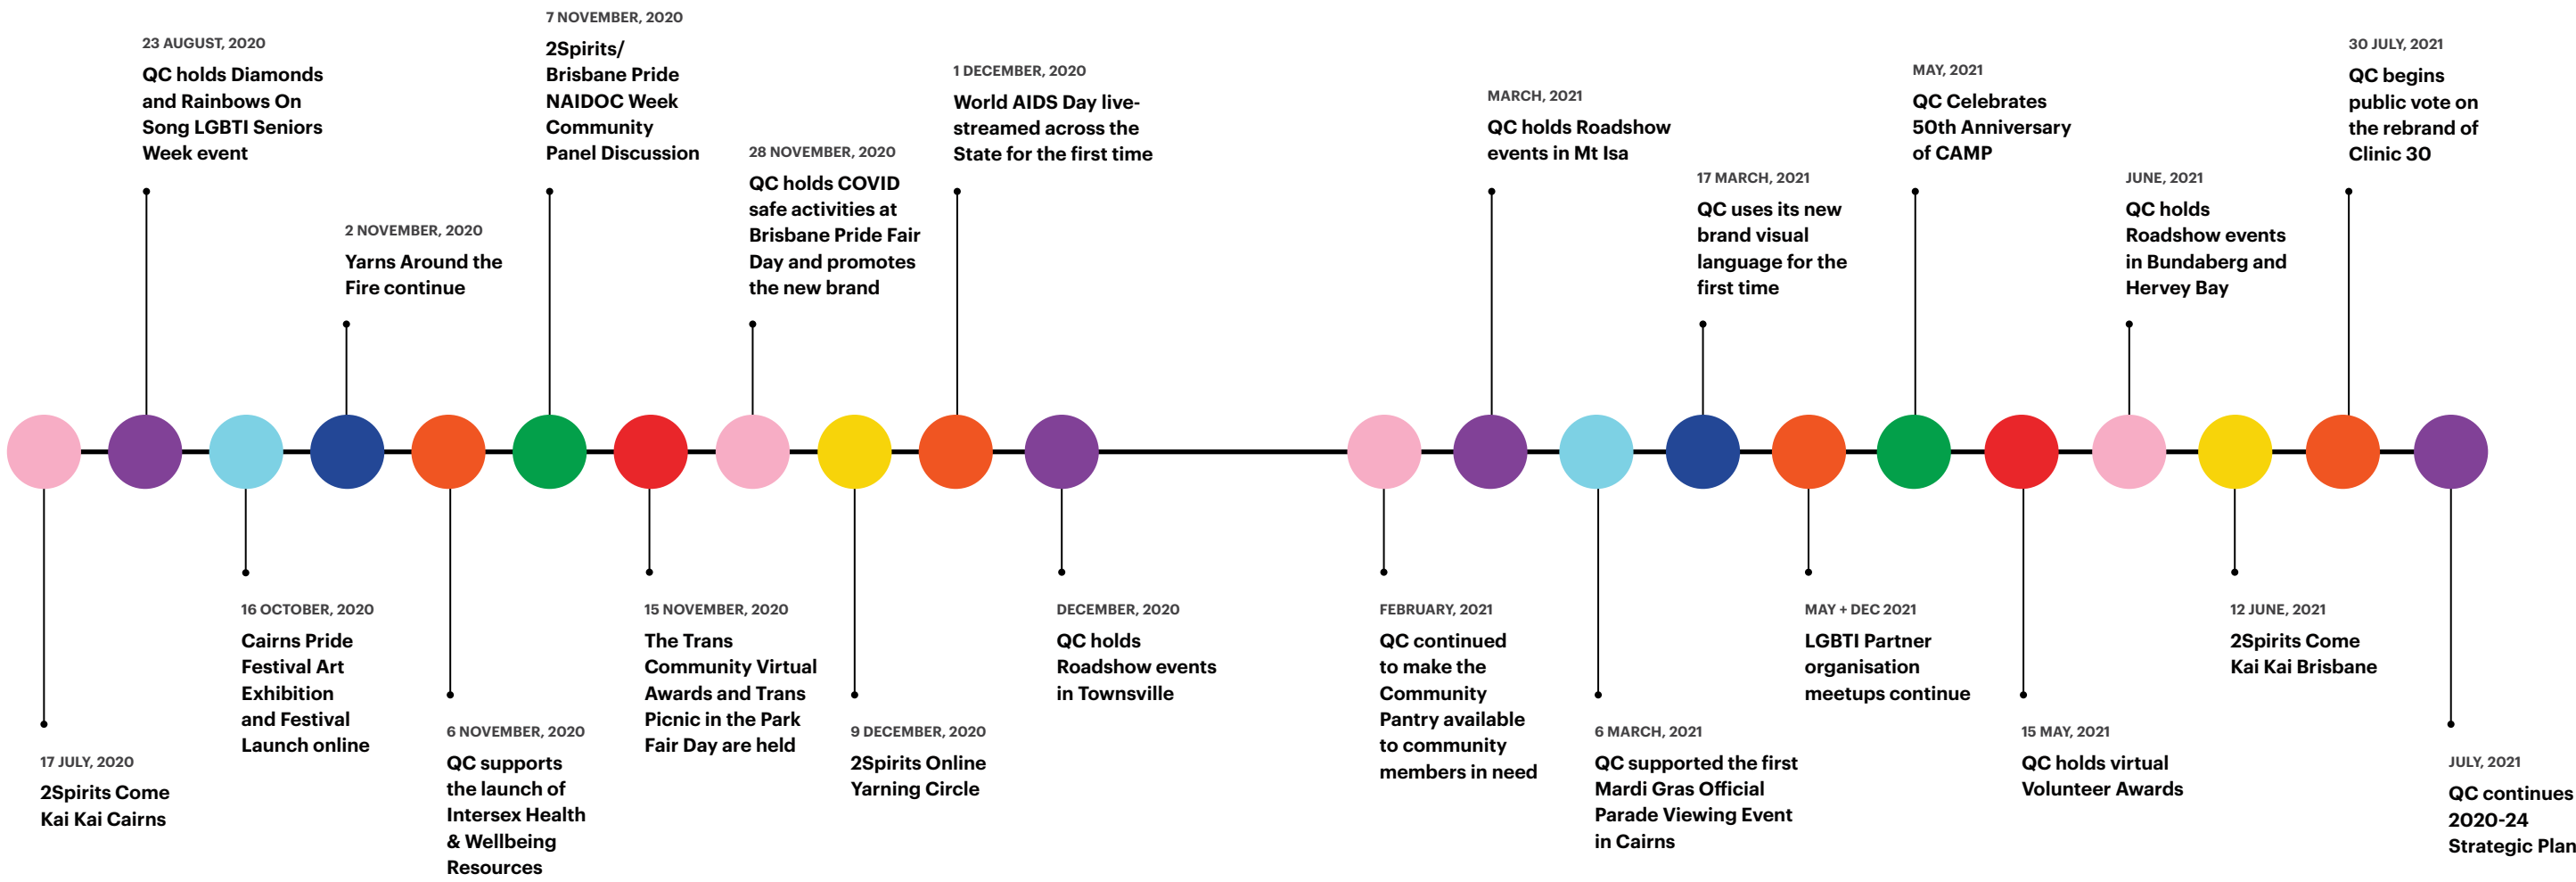 17 JULY, 2020
2Spirits Come
Kai Kai Cairns
23 AUGUST, 2020
QC holds Diamonds
and Rainbows On
Song LGBTI Seniors
Week event
16 OCTOBER, 2020
Cairns Pride
Festival Art
Exhibition
and Festival
Launch online
2 NOVEMBER, 2020
Yarns Around the
Fire continue
6 NOVEMBER, 2020
QC supports
the launch of
Intersex Health
& Wellbeing
Resources
7 NOVEMBER, 2020
2Spirits/
Brisbane Pride
NAIDOC Week
Community
Panel Discussion
15 NOVEMBER, 2020
The Trans
Community Virtual
Awards and Trans
Picnic in the Park
Fair Day are held
28 NOVEMBER, 2020
QC holds COVID
safe activities at
Brisbane Pride Fair
Day and promotes
the new brand
9 DECEMBER, 2020
2Spirits Online
Yarning Circle
1 DECEMBER, 2020
World AIDS Day live-
streamed across the
State for the first time
DECEMBER, 2020
QC holds
Roadshow events
in Townsville
FEBRUARY, 2021
QC continued
to make the
Community
Pantry available
to community
members in need
MARCH, 2021
QC holds Roadshow
events in Mt Isa
6 MARCH, 2021
QC supported the first
Mardi Gras Official
Parade Viewing Event
in Cairns
17 MARCH, 2021
QC uses its new
brand visual
language for the
first time
MAY + DEC 2021
LGBTI Partner
organisation
meetups continue
MAY, 2021
QC Celebrates
50th Anniversary
of CAMP
15 MAY, 2021
QC holds virtual
Volunteer Awards
JUNE, 2021
QC holds
Roadshow events
in Bundaberg and
Hervey Bay
12 JUNE, 2021
2Spirits Come
Kai Kai Brisbane
30 JULY, 2021
QC begins
public vote on
the rebrand of
Clinic 30
JULY, 2021
QC continues
2020-24
Strategic Plan